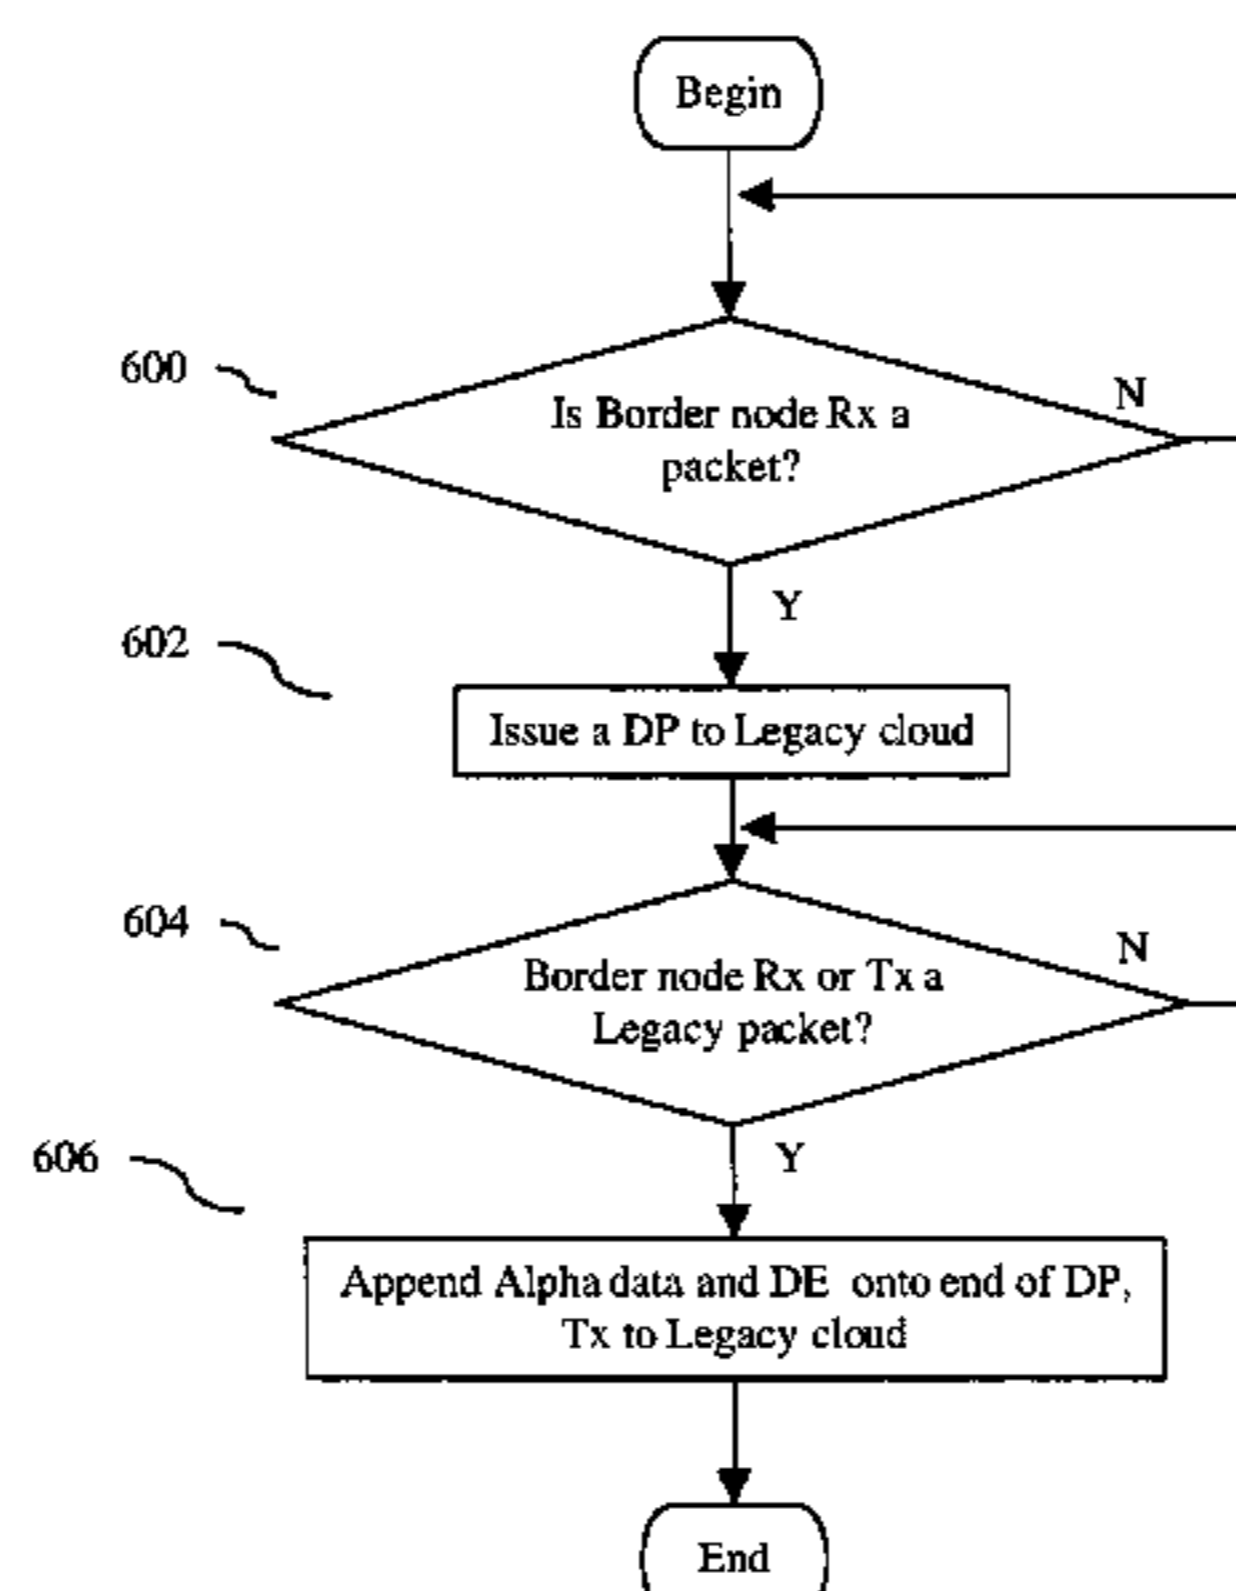 Begin
600
Is Border node Rx a
packet?
N
Y
602
Issue a DP to Legacy cloud
604
Border node Rx or Tx a
Legacy packet?
N
Y
606
Append Alpha data and DE onto end of DP,
Tx to Legacy cloud
End